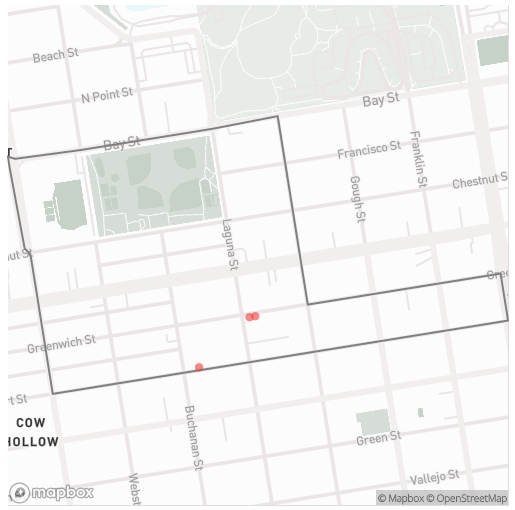 Beach St
N Point St
Bay St
Bay St
Francisco St
Franklin St
Chestnut S
Gough St
Laguna St
nut St
Gree
Greenwich St
rt St
COW
HOLLOW
Buchanan St
Green St
Webst
Vallejo St
mapbox
© Mapbox © OpenStreetMap